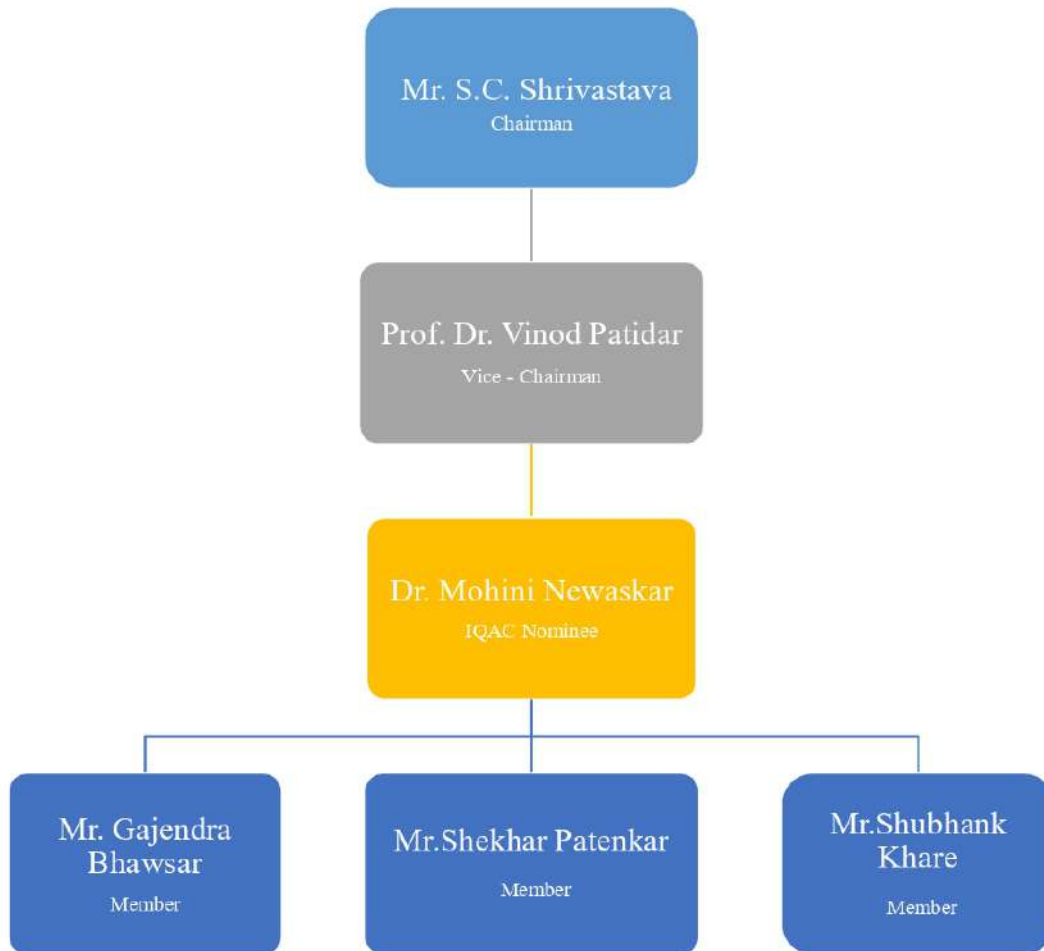 Mr. S.C. Shrivastava
Chairman
Prof. Dr. Vinod Patidar
Vice - Chairman
Dr. Mohini Newaskar
IQAC Nominee
Mr. Gajendra
Bhawsar
Member
Mr.Shekhar Patenkar
Member
Mr.Shubhank
Khare
Member